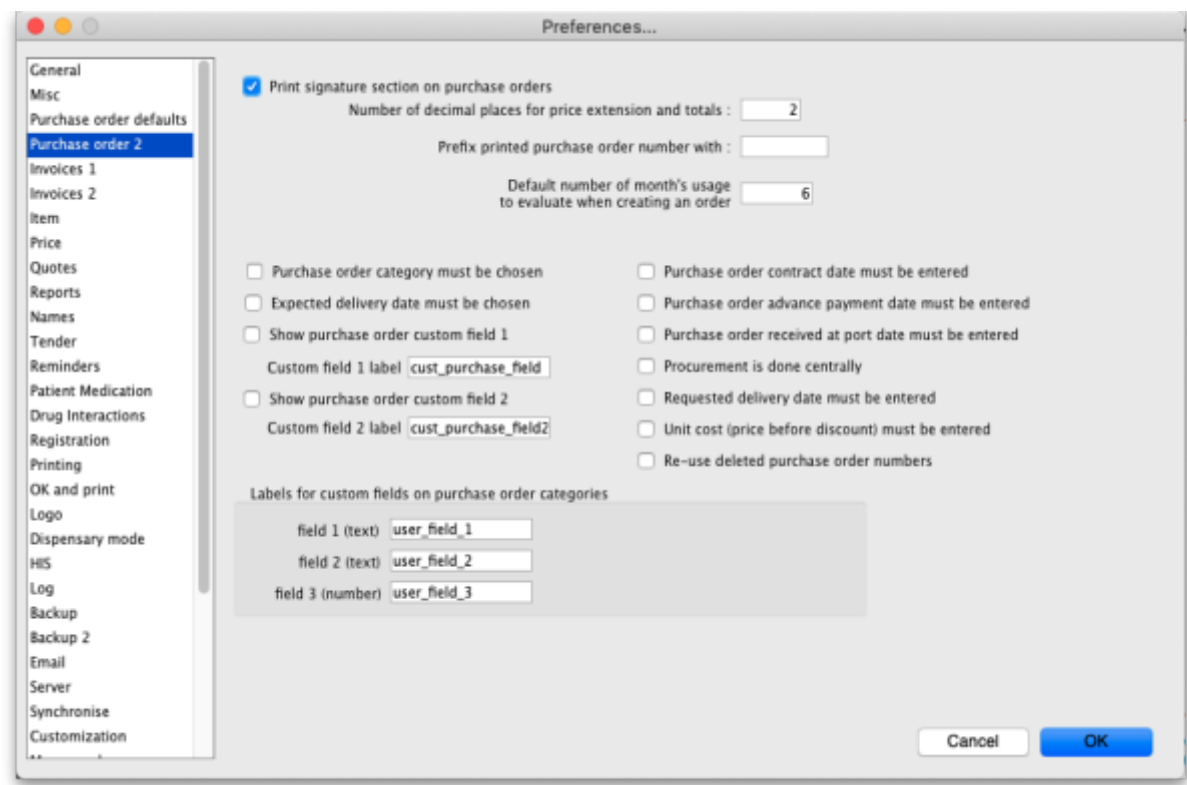 Preferences...
General
Misc
Purchase order defaults
Purchase order 2
Invoices 1
Invoices 2
Item
Price
Quotes
Reports
Names
Tender
Reminders
Patient Medication
Drug Interactions
Registration
Printing
OK and print
Logo
Dispensary mode
HIS
Log
Backup
Backup 2
Email
Server
Synchronise
Customization
Print signature section on purchase orders
Number of decimal places for price extension and totals : 2
Prefix printed purchase order number with :
Default number of month's usage
to evaluate when creating an order 6
Purchase order category must be chosen
Expected delivery date must be chosen
Show purchase order custom field 1
Custom field 1 label cust_purchase_field
Show purchase order custom field 2
Custom field 2 label cust_purchase_field2
Purchase order contract date must be entered
Purchase order advance payment date must be entered
Purchase order received at port date must be entered
Procurement is done centrally
Requested delivery date must be entered
Unit cost (price before discount) must be entered
Re-use deleted purchase order numbers
Labels for custom fields on purchase order categories
field 1 (text) user_field_1
field 2 (text) user_field_2
field 3 (number) user_field_3
Cancel
OK